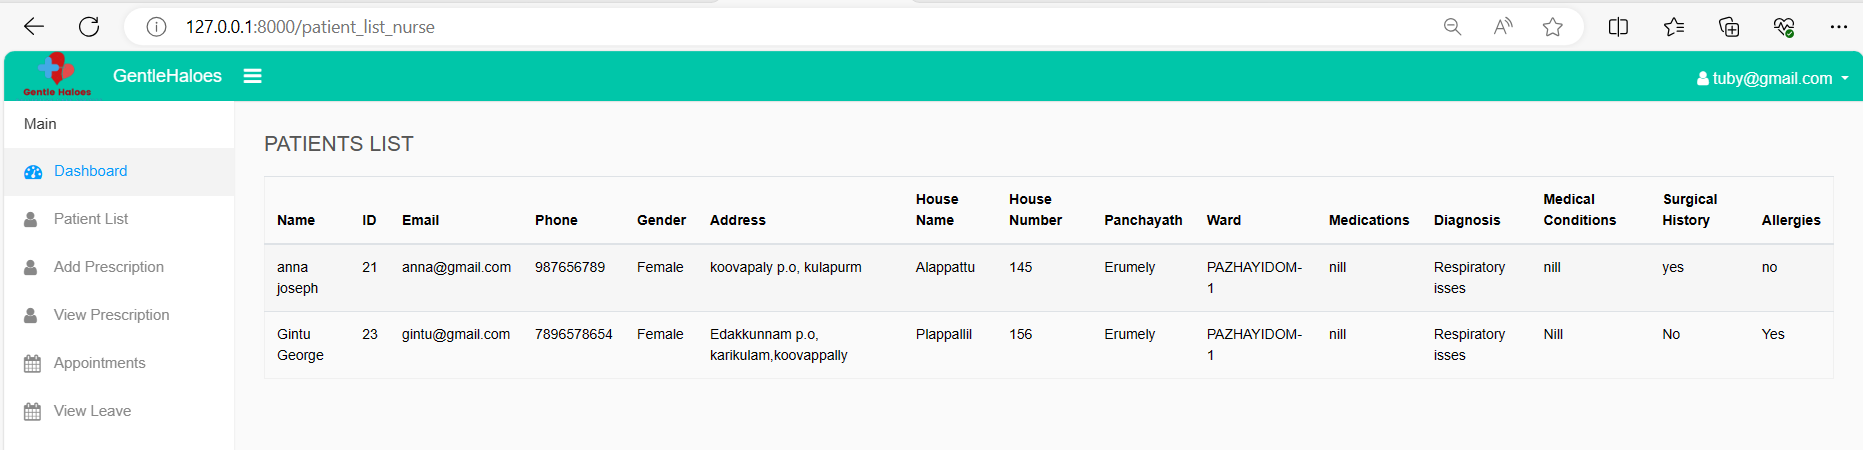 127.0.0.1:8000/patient_list_nurse
Gentle Haloes
GentleHaloes
tuby@gmail.com
Main
Dashboard
Patient List
Add Prescription
View Prescription
Appointments
View Leave
PATIENTS LIST
Name ID Email Phone Gender Address House Name House Number Panchayath Ward Medications Diagnosis Medical Conditions Surgical History Allergies
anna joseph 21 anna@gmail.com 987656789 Female koovapaly p.o, kulapurm Alappattu 145 Erumely PAZHAYIDOM-1 nill Respiratory isses nill yes no
Gintu George 23 gintu@gmail.com 7896578654 Female Edakkunnam p.o, karikulam,koovappally Plappallil 156 Erumely PAZHAYIDOM-1 nill Respiratory isses Nill No Yes